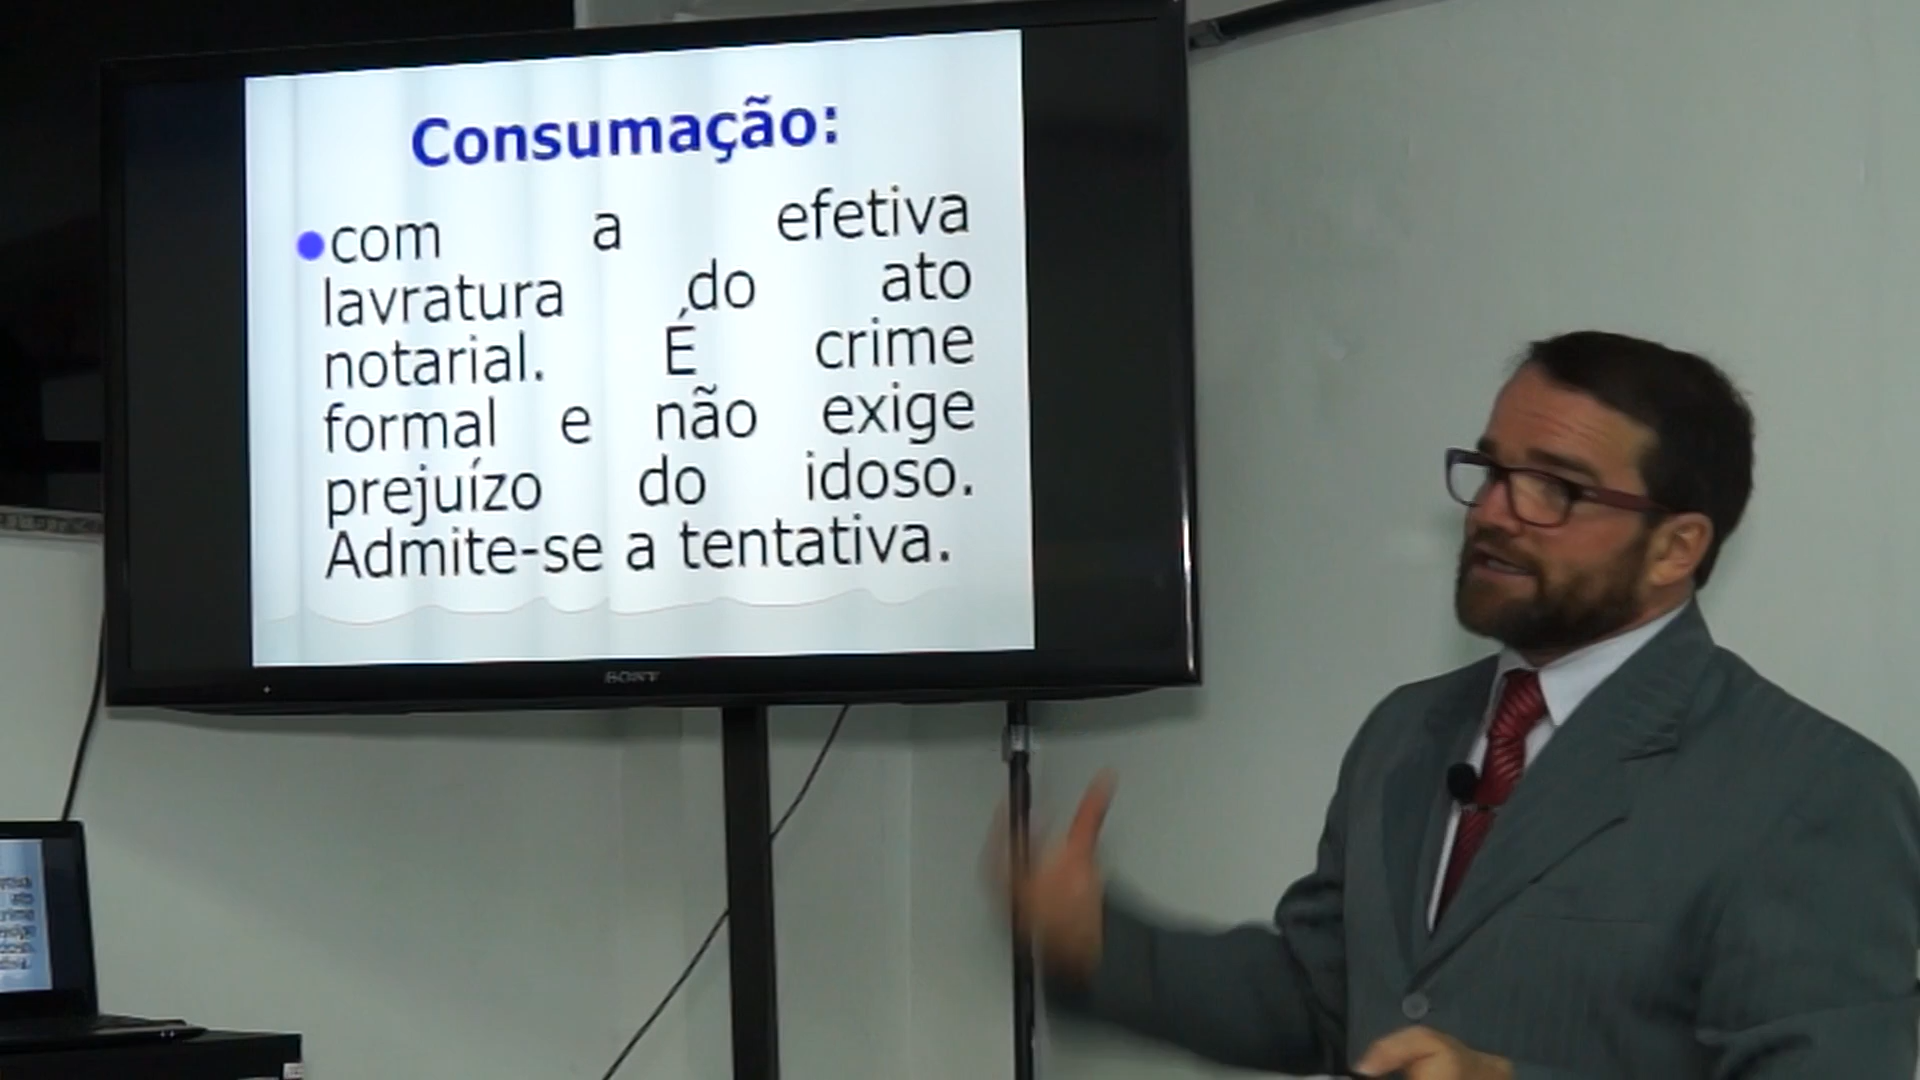 Consumação:
com a efetiva
lavratura do ato
notarial. É crime
formal e não exige
prejuízo do idoso.
Admite-se a tentativa.
SONY